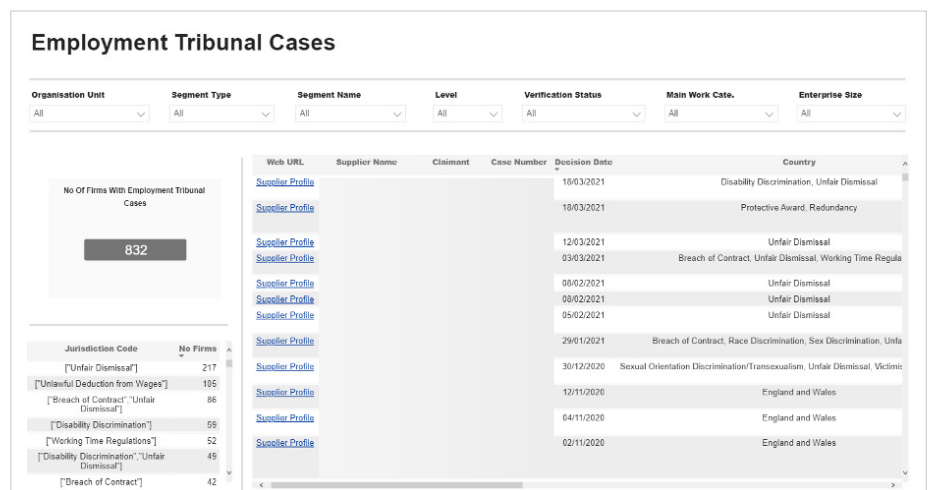 Employment Tribunal Cases
Organisation Unit Segment Type Segment Name Level Verification Status Main Work Cate. Enterprise Size
All All All All All All All
No Of Firms With Employment Tribunal
Cases
832
Jurisdiction Code No Firms
["Unfair Dismissal"] 217
["Unlawful Deduction from Wages"] 105
["Breach of Contract","Unfair
Dismissal"] 86
["Disability Discrimination"] 59
["Working Time Regulations"] 52
["Disability Discrimination","Unfair
Dismissal"] 49
["Breach of Contract"] 42
Web URL Supplier Name Claimant Case Number Decision Date Country
Supplier Profile 18/03/2021 Disability Discrimination, Unfair Dismissal
Supplier Profile 18/03/2021 Protective Award, Redundancy
Supplier Profile 12/03/2021 Unfair Dismissal
Supplier Profile 03/03/2021 Breach of Contract, Unfair Dismissal, Working Time Regula
Supplier Profile 08/02/2021 Unfair Dismissal
Supplier Profile 08/02/2021 Unfair Dismissal
Supplier Profile 05/02/2021 Unfair Dismissal
Supplier Profile 29/01/2021 Breach of Contract, Race Discrimination, Sex Discrimination, Unfa
Supplier Profile 30/12/2020 Sexual Orientation Discrimination/Transexualism, Unfair Dismissal, Victimis
Supplier Profile 12/11/2020 England and Wales
Supplier Profile 04/11/2020 England and Wales
Supplier Profile 02/11/2020 England and Wales